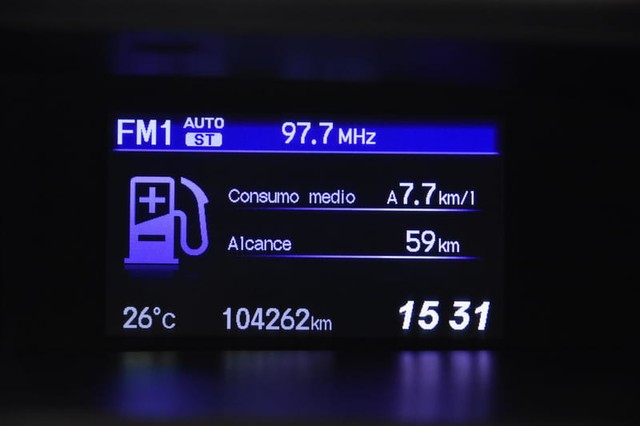 FM1 AUTO ST 97.7 MHz
Consumo medio A 7.7 km/l
Alcance 59 km
26°C 104262 km 15 31